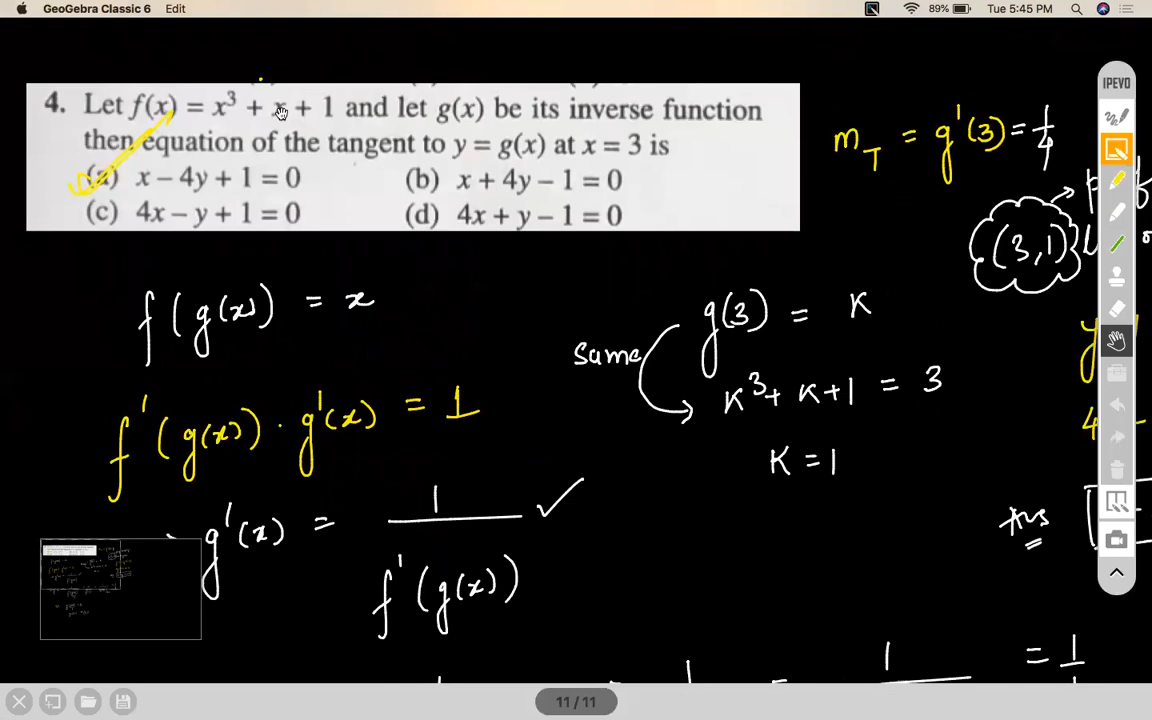 GeoGebra Classic 6 Edit
89% Tue 5:45 PM
IPEVO
4. Let f(x) = x³ + x + 1 and let g(x) be its inverse function
then equation of the tangent to y = g(x) at x = 3 is
(a) x − 4y + 1 = 0 (b) x + 4y − 1 = 0
(c) 4x − y + 1 = 0 (d) 4x + y − 1 = 0
m_T = g'(3) = 1/4
(3,1)
f(g(x)) = x
f'(g(x)) · g'(x) = 1
g'(x) = 1/f'(g(x)) ✓
g(3) = K
Same
K³ + K + 1 = 3
K = 1
Ans
= 1
11 / 11